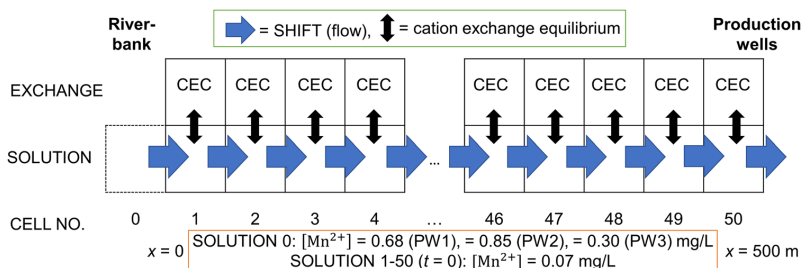 River-
bank
= SHIFT (flow), = cation exchange equilibrium
Production
wells
EXCHANGE CEC CEC CEC CEC CEC CEC CEC CEC CEC
SOLUTION ...
CELL NO. 0 1 2 3 4 ... 46 47 48 49 50
x = 0 SOLUTION 0: [Mn²⁺] = 0.68 (PW1), = 0.85 (PW2), = 0.30 (PW3) mg/L x = 500 m
SOLUTION 1-50 (t = 0): [Mn²⁺] = 0.07 mg/L